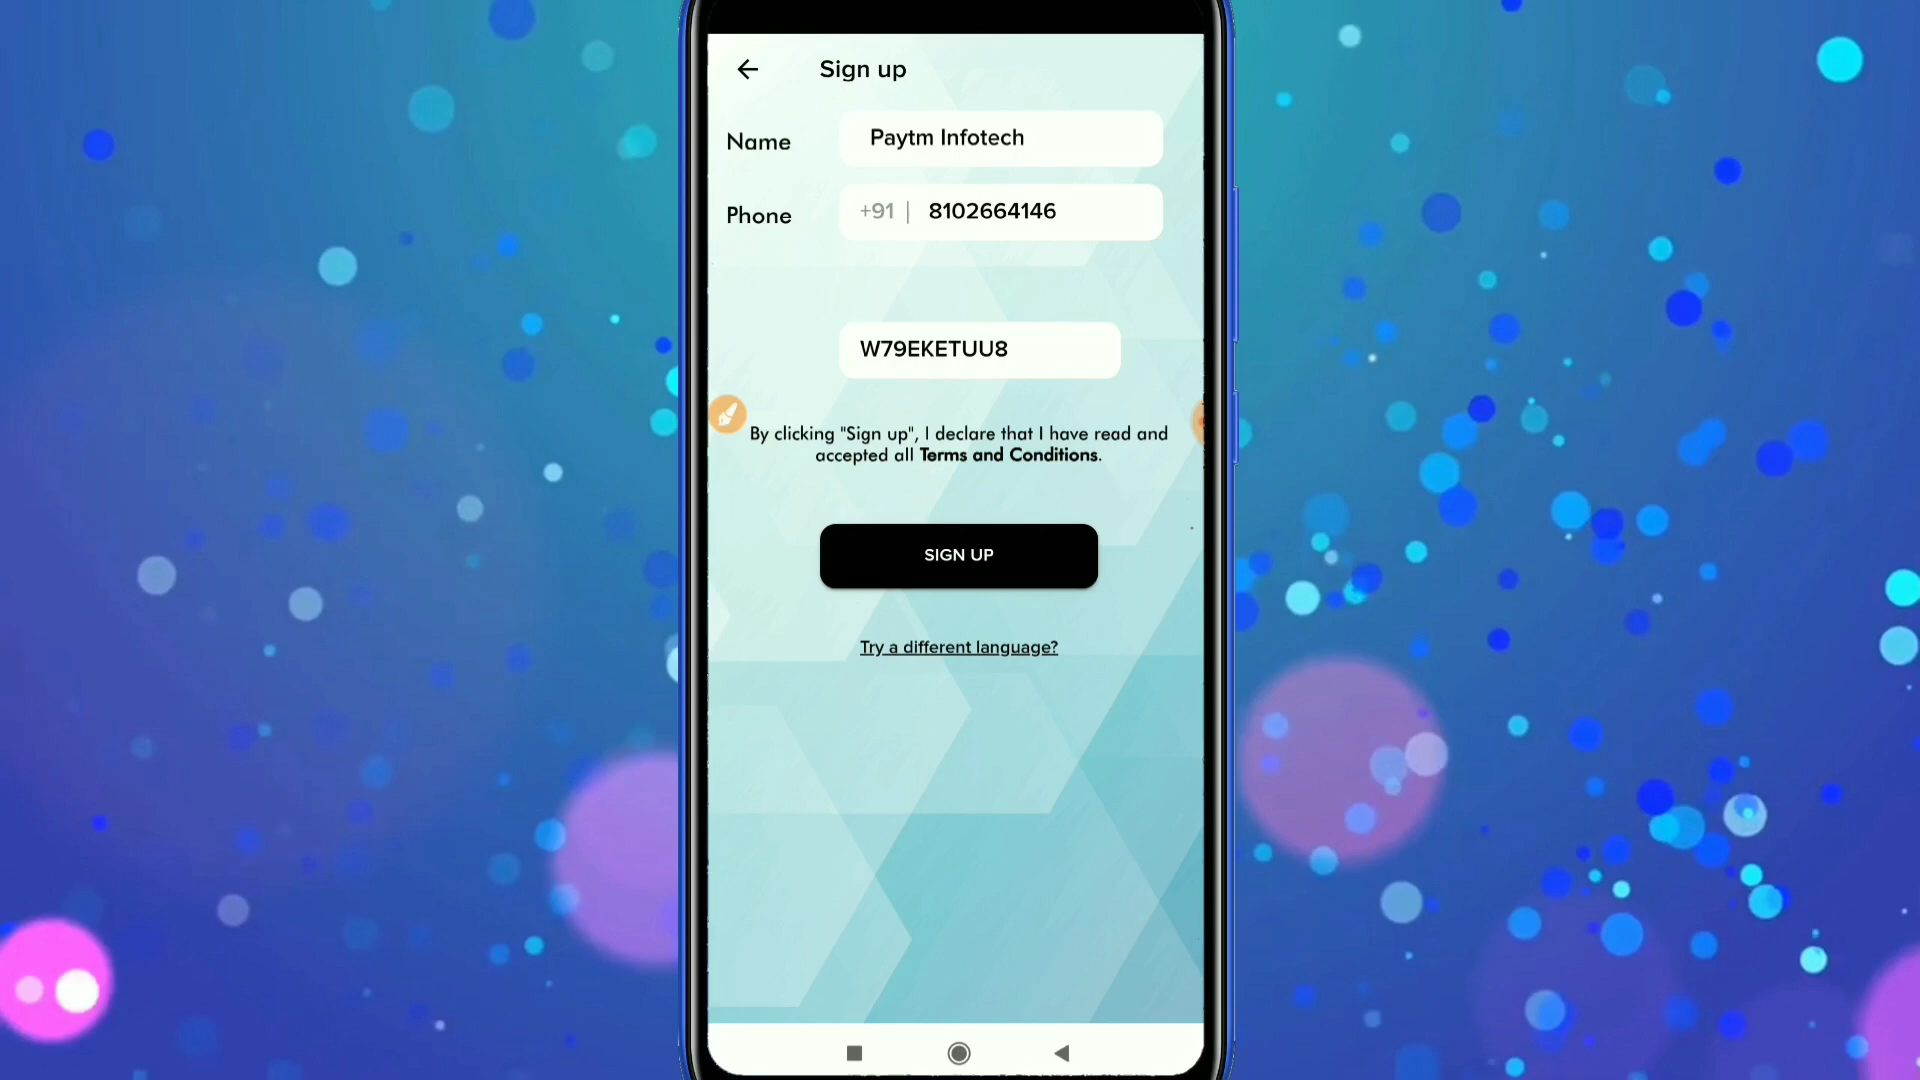 Sign up
Name
Paytm Infotech
Phone
+91 | 8102664146
W79EKETUU8
By clicking "Sign up", I declare that I have read and
accepted all Terms and Conditions.
SIGN UP
Try a different language?